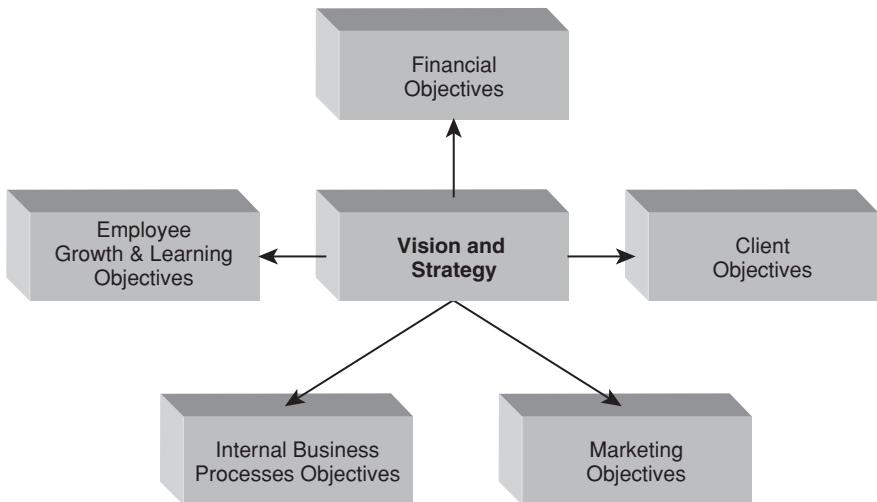 Financial
Objectives
Employee
Growth & Learning
Objectives
Vision and
Strategy
Client
Objectives
Internal Business
Processes Objectives
Marketing
Objectives